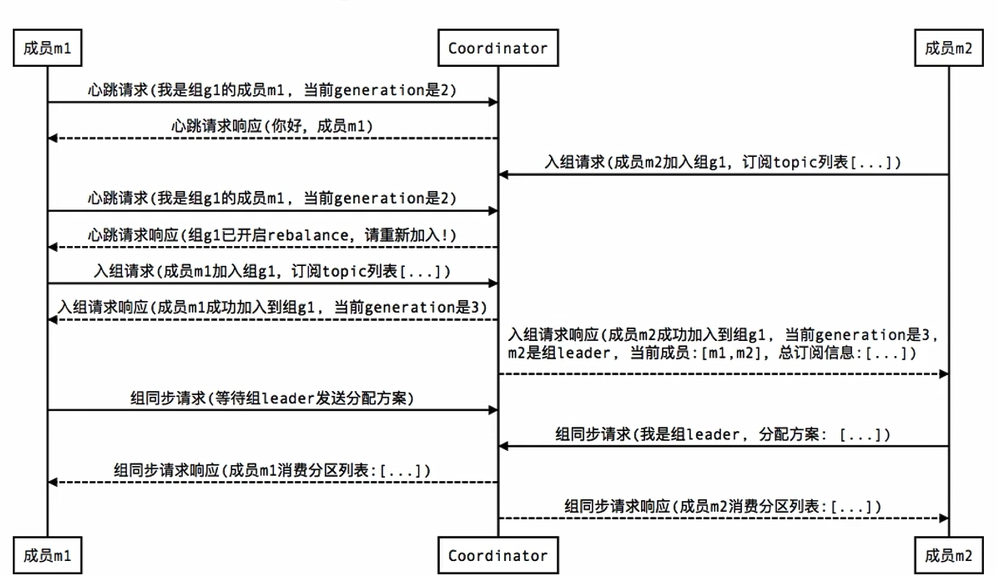 成员m1
Coordinator
成员m2
心跳请求(我是组g1的成员m1, 当前generation是2)
心跳请求响应(你好, 成员m1)
入组请求(成员m2加入组g1, 订阅topic列表[...])
心跳请求(我是组g1的成员m1, 当前generation是2)
心跳请求响应(组g1已开启rebalance, 请重新加入!)
入组请求(成员m1加入组g1, 订阅topic列表[...])
入组请求响应(成员m1成功加入到组g1, 当前generation是3)
入组请求响应(成员m2成功加入到组g1, 当前generation是3,
m2是组leader, 当前成员:[m1,m2], 总订阅信息:[...])
组同步请求(等待组leader发送分配方案)
组同步请求(我是组leader, 分配方案: [...])
组同步请求响应(成员m1消费分区列表:[...])
组同步请求响应(成员m2消费分区列表:[...])
成员m1
Coordinator
成员m2